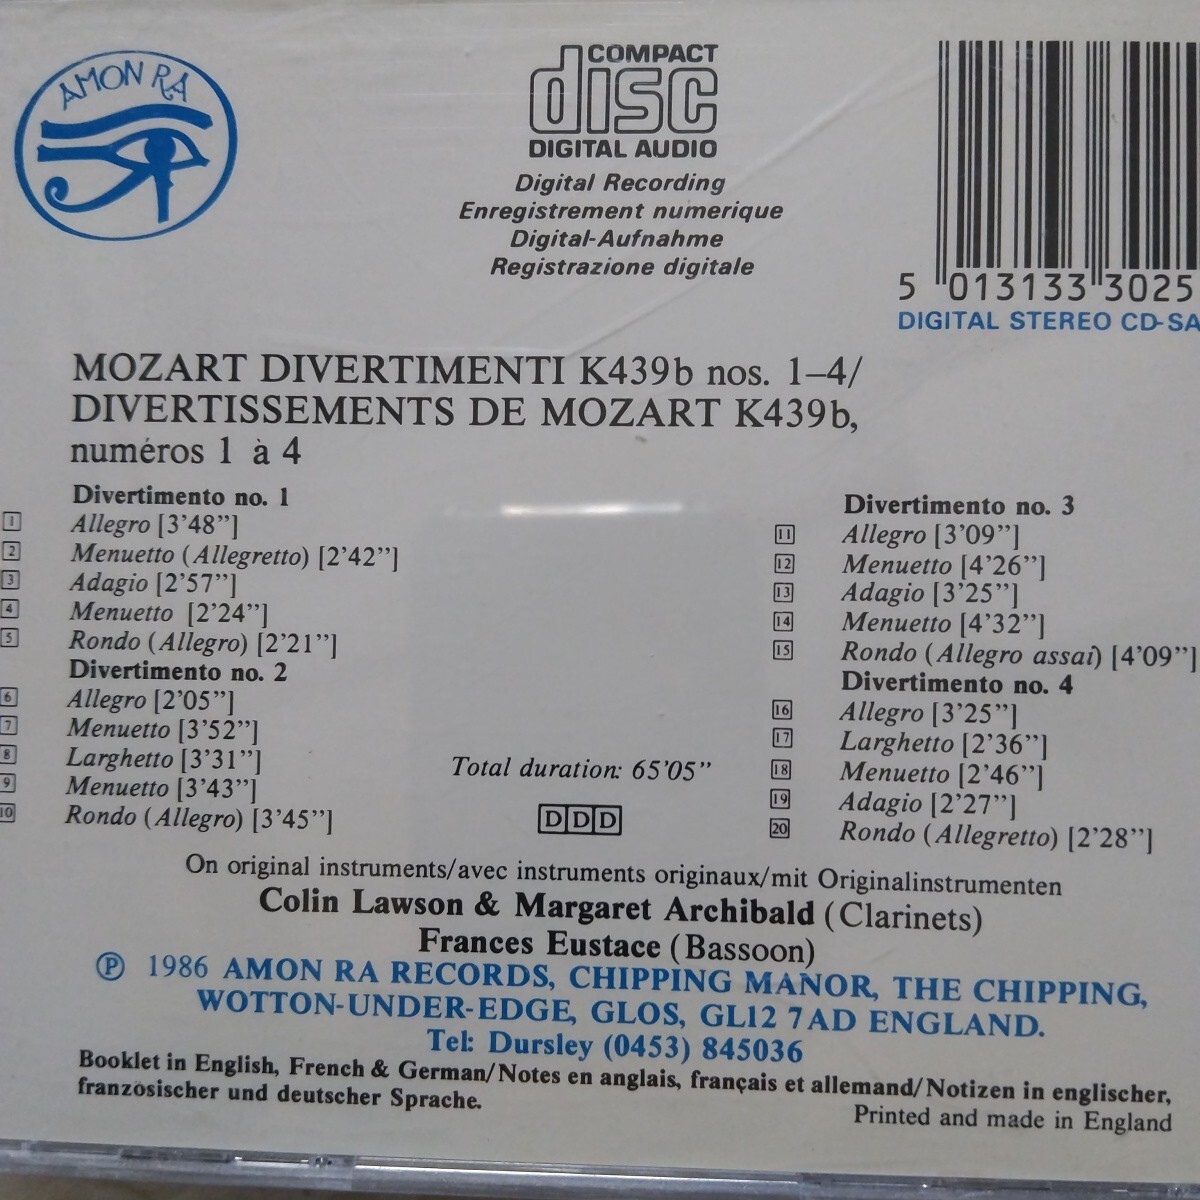 AMON RA
COMPACT
disc
DIGITAL AUDIO
Digital Recording
Enregistrement numerique
Digital-Aufnahme
Registrazione digitale
5 013133 3025
DIGITAL STEREO CD-SA
MOZART DIVERTIMENTI K439b nos. 1–4/
DIVERTISSEMENTS DE MOZART K439b,
numéros 1 à 4
Divertimento no. 1
1 Allegro [3’48”]
2 Menuetto (Allegretto) [2’42”]
3 Adagio [2’57”]
4 Menuetto [2’24”]
5 Rondo (Allegro) [2’21”]
Divertimento no. 2
6 Allegro [2’05”]
7 Menuetto [3’52”]
8 Larghetto [3’31”]
9 Menuetto [3’43”]
10 Rondo (Allegro) [3’45”]
Total duration: 65’05”
DDD
Divertimento no. 3
11 Allegro [3’09”]
12 Menuetto [4’26”]
13 Adagio [3’25”]
14 Menuetto [4’32”]
15 Rondo (Allegro assai) [4’09”]
Divertimento no. 4
16 Allegro [3’25”]
17 Larghetto [2’36”]
18 Menuetto [2’46”]
19 Adagio [2’27”]
20 Rondo (Allegretto) [2’28”]
On original instruments/avec instruments originaux/mit Originalinstrumenten
Colin Lawson & Margaret Archibald (Clarinets)
Frances Eustace (Bassoon)
℗ 1986 AMON RA RECORDS, CHIPPING MANOR, THE CHIPPING,
WOTTON-UNDER-EDGE, GLOS, GL12 7AD ENGLAND.
Tel: Dursley (0453) 845036
Booklet in English, French & German/Notes en anglais, français et allemand/Notizen in englischer,
französischer und deutscher Sprache.
Printed and made in England